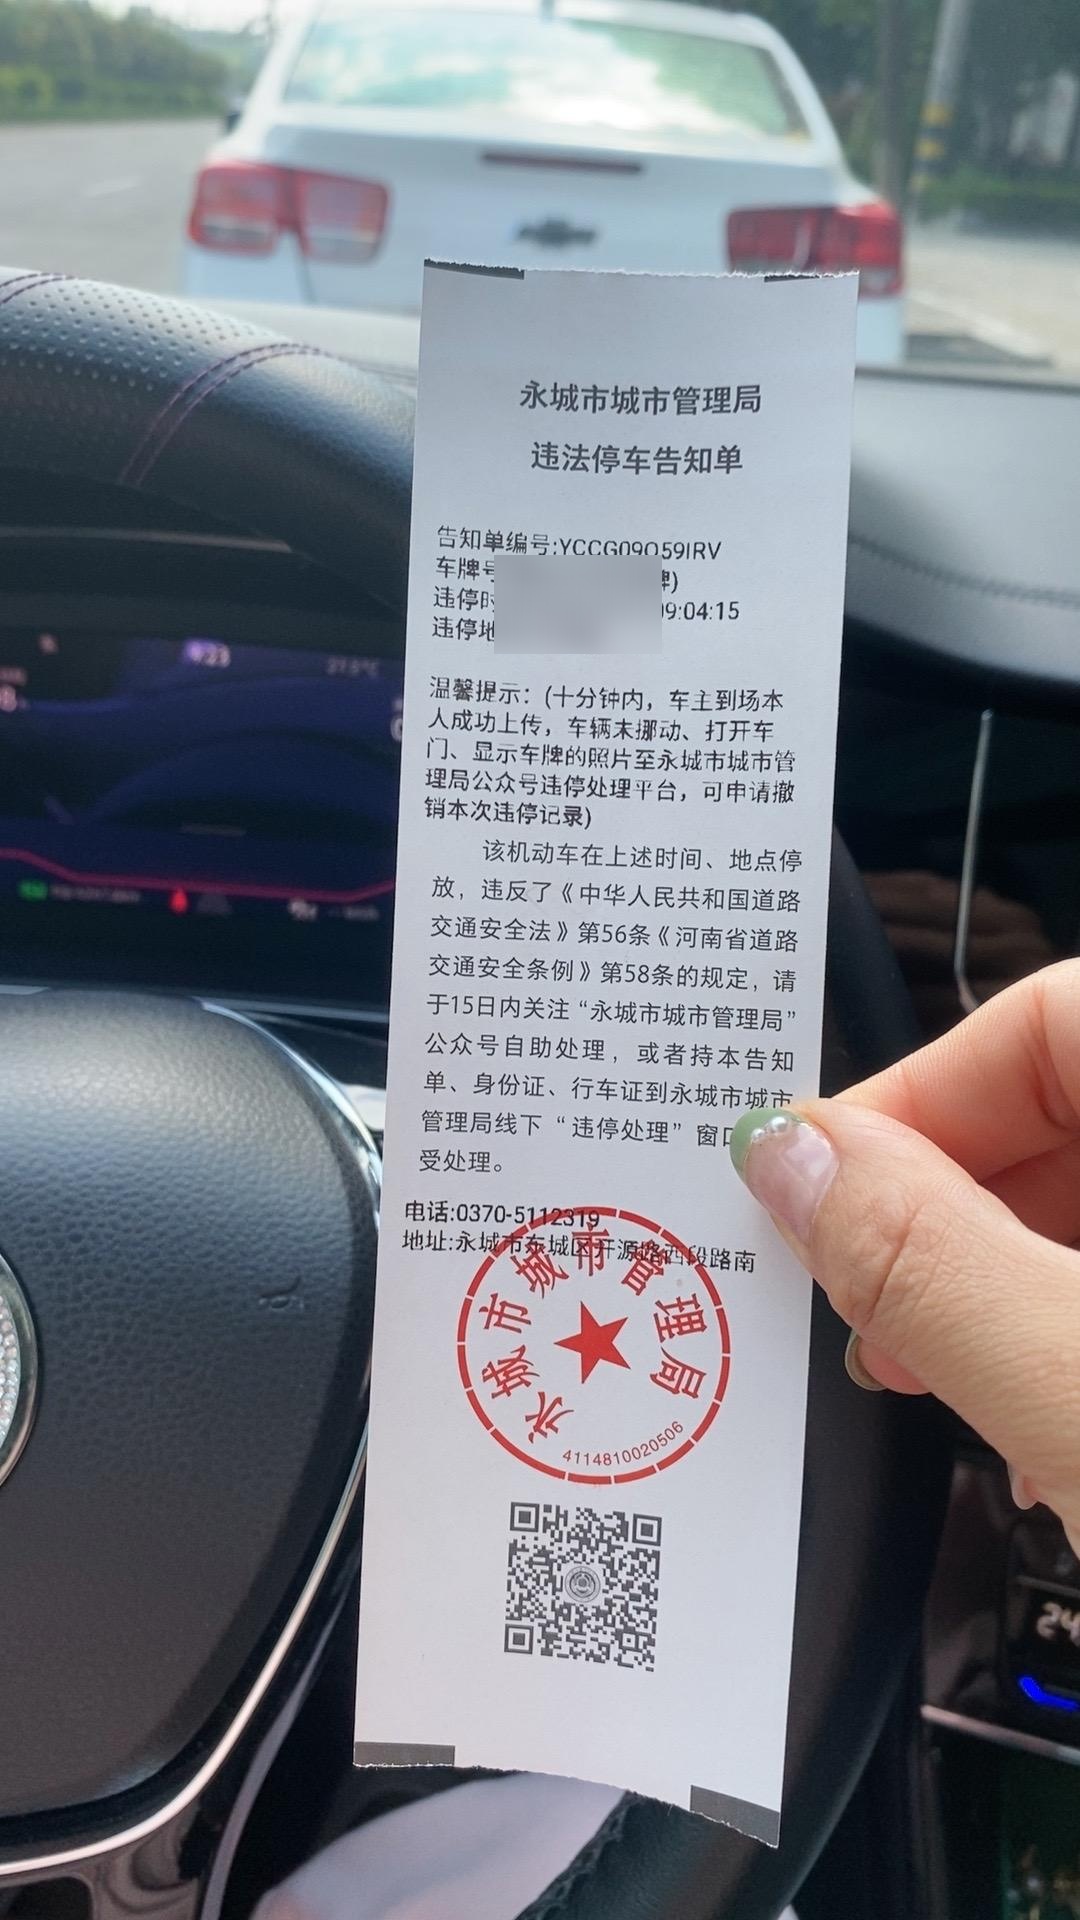 永城市城市管理局
违法停车告知单
告知单编号:YCCG09Q59IRV
车牌号
牌)
违停时
09:04:15
违停地
温馨提示：(十分钟内，车主到场本
人成功上传，车辆未挪动、打开车
门、显示车牌的照片至永城市城市管
理局公众号违停处理平台，可申请撤
销本次违停记录)
该机动车在上述时间、地点停
放，违反了《中华人民共和国道路
交通安全法》第56条《河南省道路
交通安全条例》第58条的规定，请
于15日内关注“永城市城市管理局”
公众号自助处理，或者持本告知
单、身份证、行车证到永城市城市
管理局线下“违停处理”窗口
受处理。
电话:0370-5112319
地址:永城市东城区开源路西段路南
永城市城市管理局
4114810020506
24